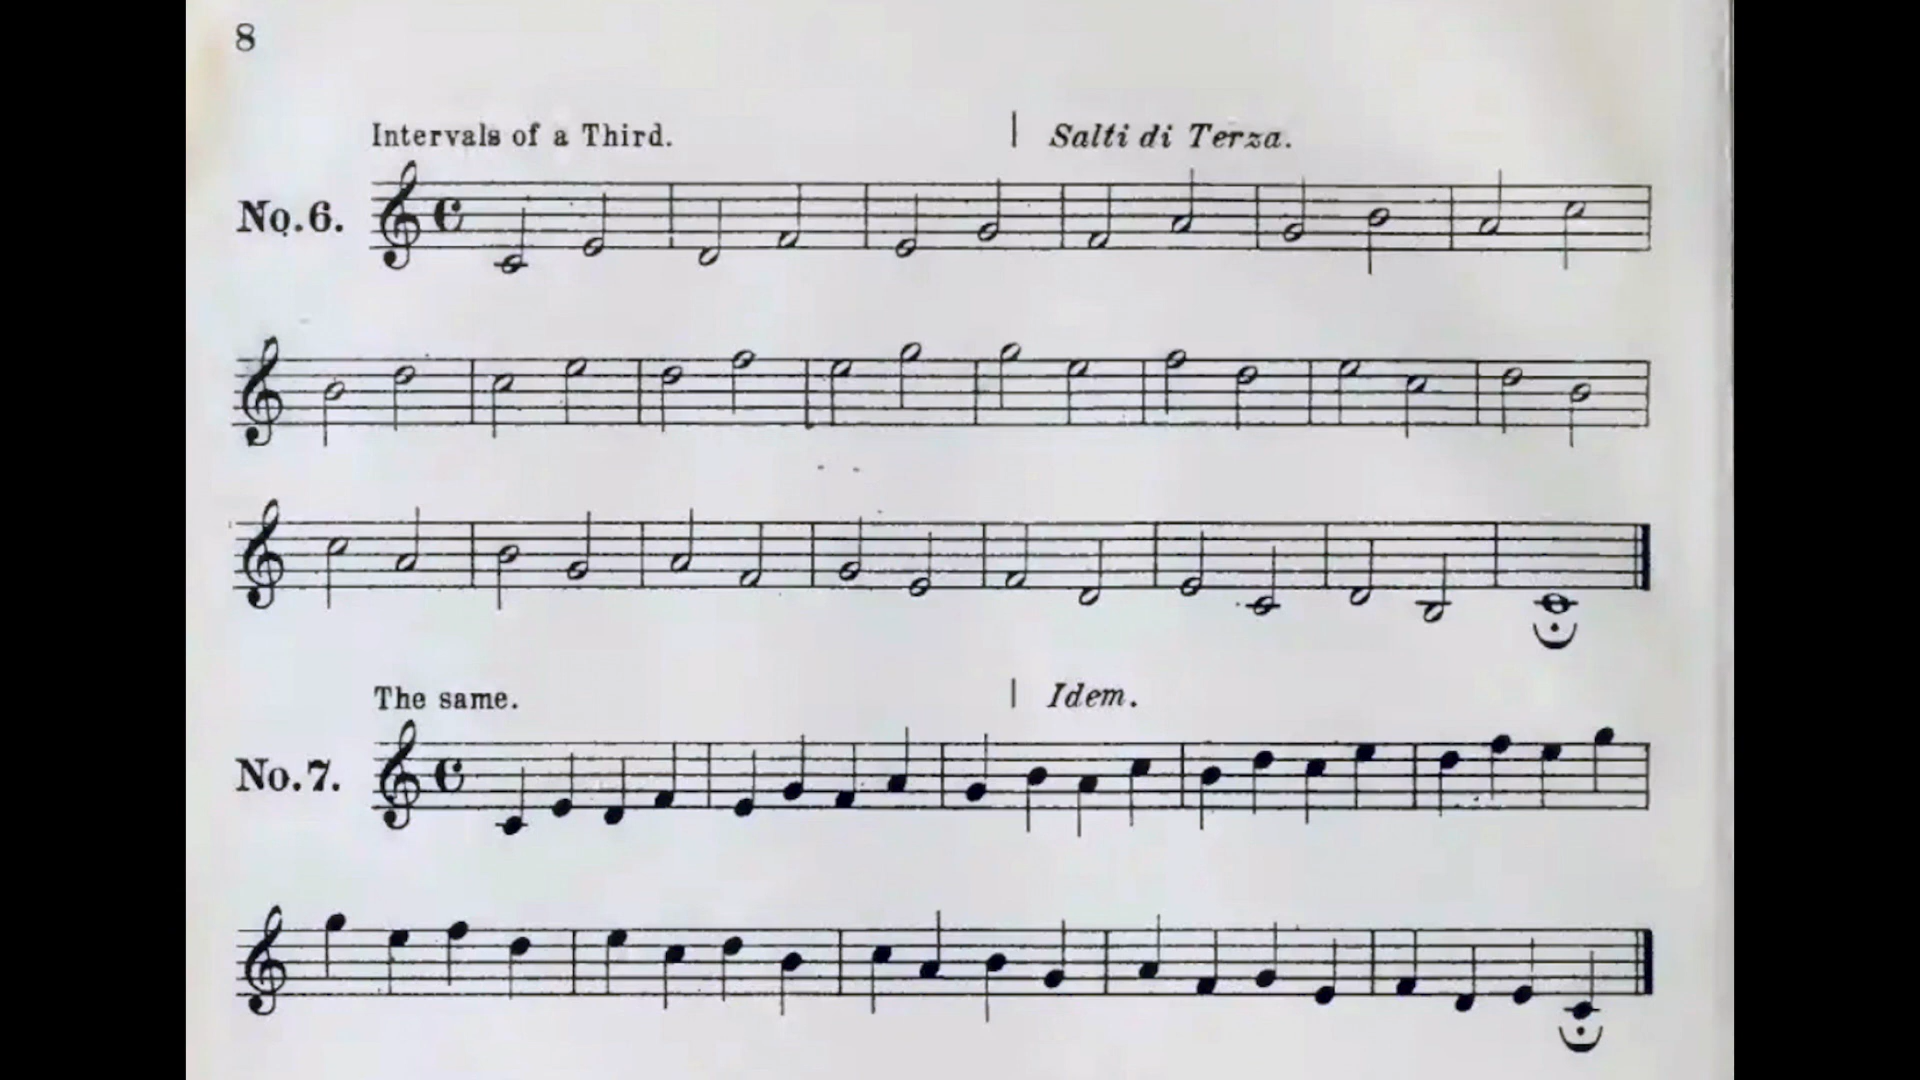 8
Intervals of a Third. | Salti di Terza.
No. 6.
The same. | Idem.
No. 7.